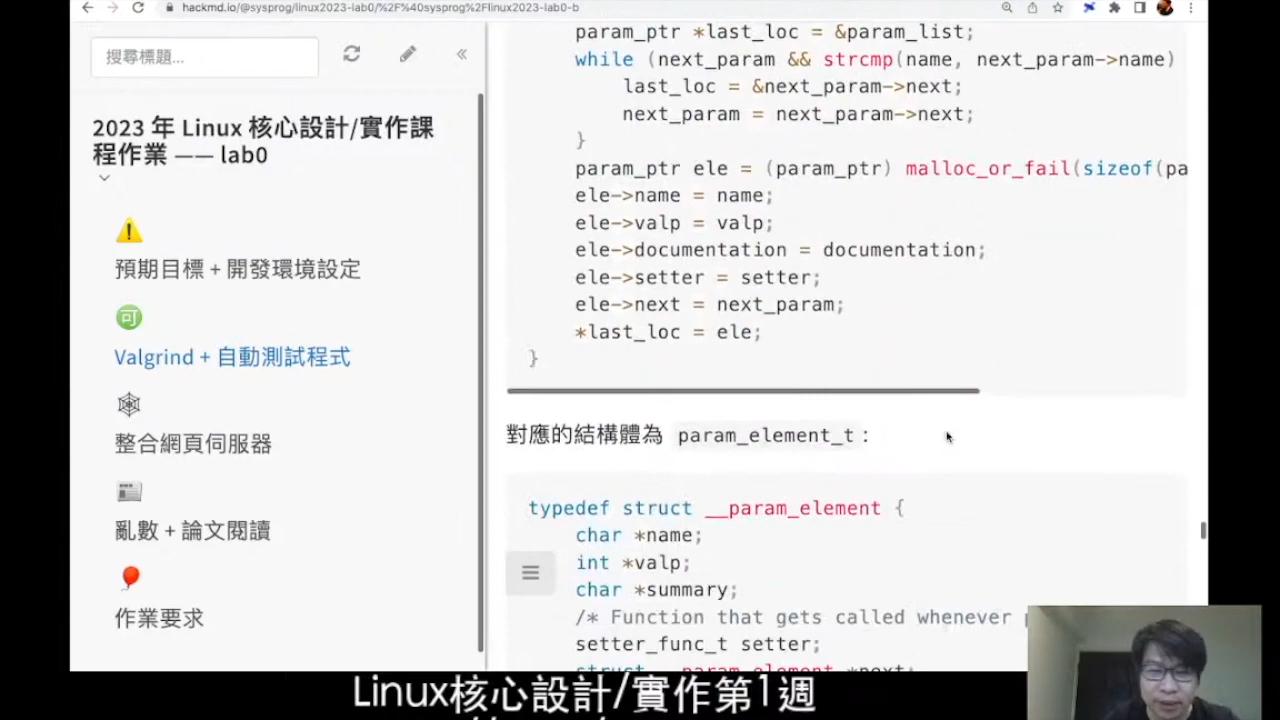 hackmd.io/@sysprog/linux2023-lab0/%2F%40sysprog%2Flinux2023-lab0-b
搜尋標題...
2023 年 Linux 核心設計/實作課
程作業 —— lab0
預期目標 + 開發環境設定
可
Valgrind + 自動測試程式
整合網頁伺服器
亂數 + 論文閱讀
作業要求
param_ptr *last_loc = &param_list;
while (next_param && strcmp(name, next_param->name)
last_loc = &next_param->next;
next_param = next_param->next;
}
param_ptr ele = (param_ptr) malloc_or_fail(sizeof(pa
ele->name = name;
ele->valp = valp;
ele->documentation = documentation;
ele->setter = setter;
ele->next = next_param;
*last_loc = ele;
}
對應的結構體為 param_element_t：
typedef struct __param_element {
char *name;
int *valp;
char *summary;
/* Function that gets called whenever
setter_func_t setter;
struct __param_element *next;
Linux核心設計/實作第1週